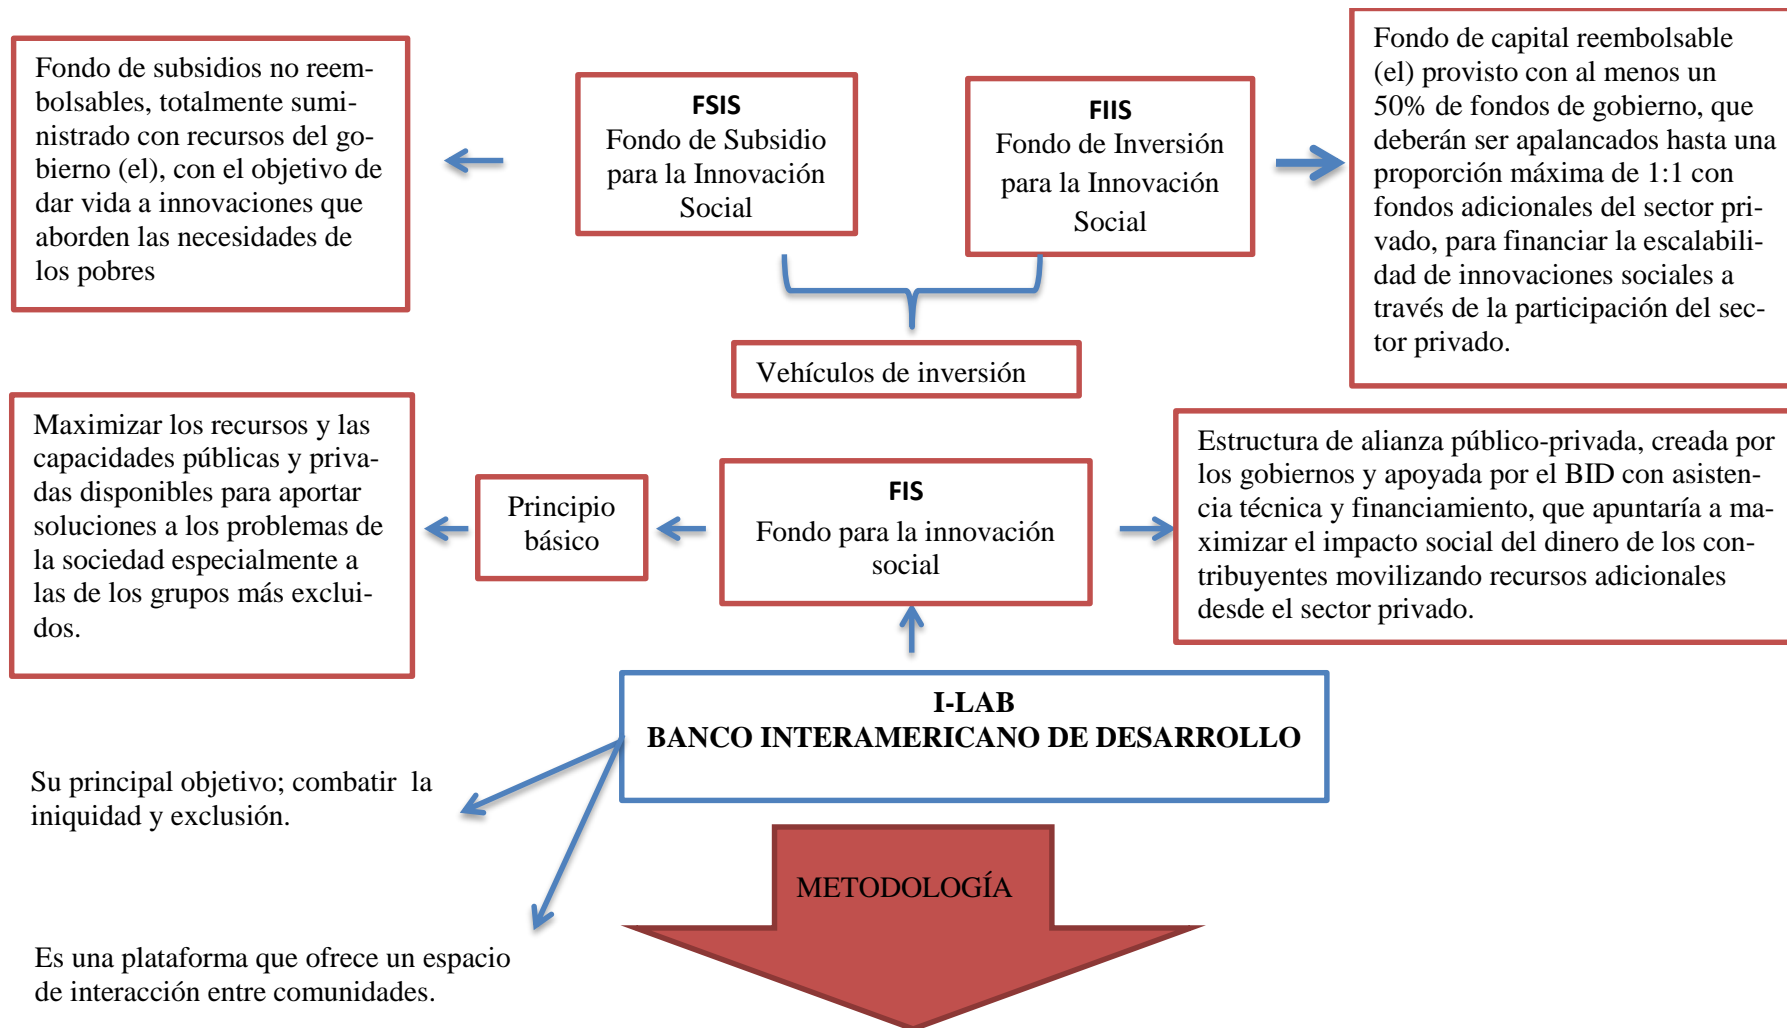 Fondo de subsidios no reem-
bolsables, totalmente sumi-
nistrado con recursos del go-
bierno (el), con el objetivo de
dar vida a innovaciones que
aborden las necesidades de
los pobres
FSIS
Fondo de Subsidio
para la Innovación
Social
FIIS
Fondo de Inversión
para la Innovación
Social
Fondo de capital reembolsable
(el) provisto con al menos un
50% de fondos de gobierno, que
deberán ser apalancados hasta una
proporción máxima de 1:1 con
fondos adicionales del sector pri-
vado, para financiar la escalabili-
dad de innovaciones sociales a
través de la participación del sec-
tor privado.
Vehículos de inversión
Maximizar los recursos y las
capacidades públicas y priva-
das disponibles para aportar
soluciones a los problemas de
la sociedad especialmente a
las de los grupos más exclui-
dos.
Principio
básico
FIS
Fondo para la innovación
social
Estructura de alianza público-privada, creada por
los gobiernos y apoyada por el BID con asisten-
cia técnica y financiamiento, que apuntaría a ma-
ximizar el impacto social del dinero de los con-
tribuyentes movilizando recursos adicionales
desde el sector privado.
I-LAB
BANCO INTERAMERICANO DE DESARROLLO
Su principal objetivo; combatir la
iniquidad y exclusión.
METODOLOGÍA
Es una plataforma que ofrece un espacio
de interacción entre comunidades.